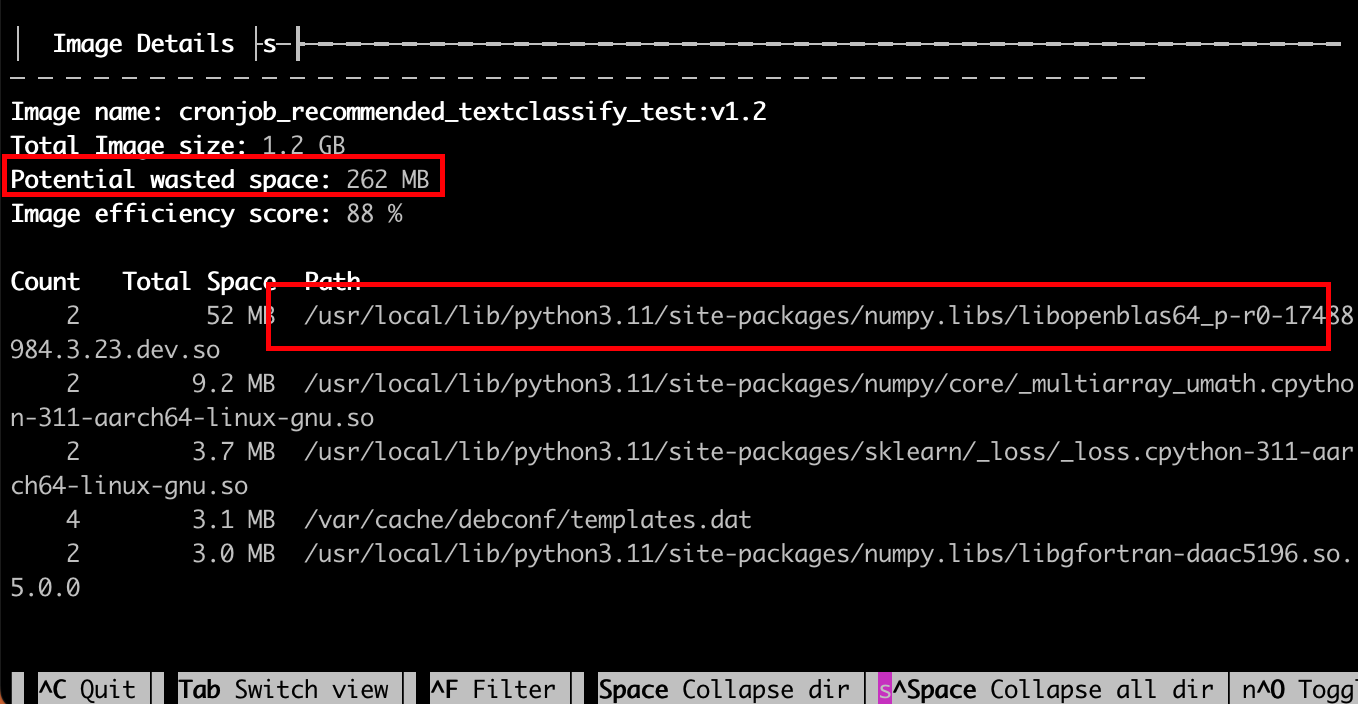 Image Details ├s─
Image name: cronjob_recommended_textclassify_test:v1.2
Total Image size: 1.2 GB
Potential wasted space: 262 MB
Image efficiency score: 88 %
Count   Total Space  Path
2         52 MB  /usr/local/lib/python3.11/site-packages/numpy.libs/libopenblas64_p-r0-17488
984.3.23.dev.so
2        9.2 MB  /usr/local/lib/python3.11/site-packages/numpy/core/_multiarray_umath.cpytho
n-311-aarch64-linux-gnu.so
2        3.7 MB  /usr/local/lib/python3.11/site-packages/sklearn/_loss/_loss.cpython-311-aar
ch64-linux-gnu.so
4        3.1 MB  /var/cache/debconf/templates.dat
2        3.0 MB  /usr/local/lib/python3.11/site-packages/numpy.libs/libgfortran-daac5196.so.
5.0.0
^C Quit | Tab Switch view | ^F Filter | Space Collapse dir | s^Space Collapse all dir | n^O Toggl